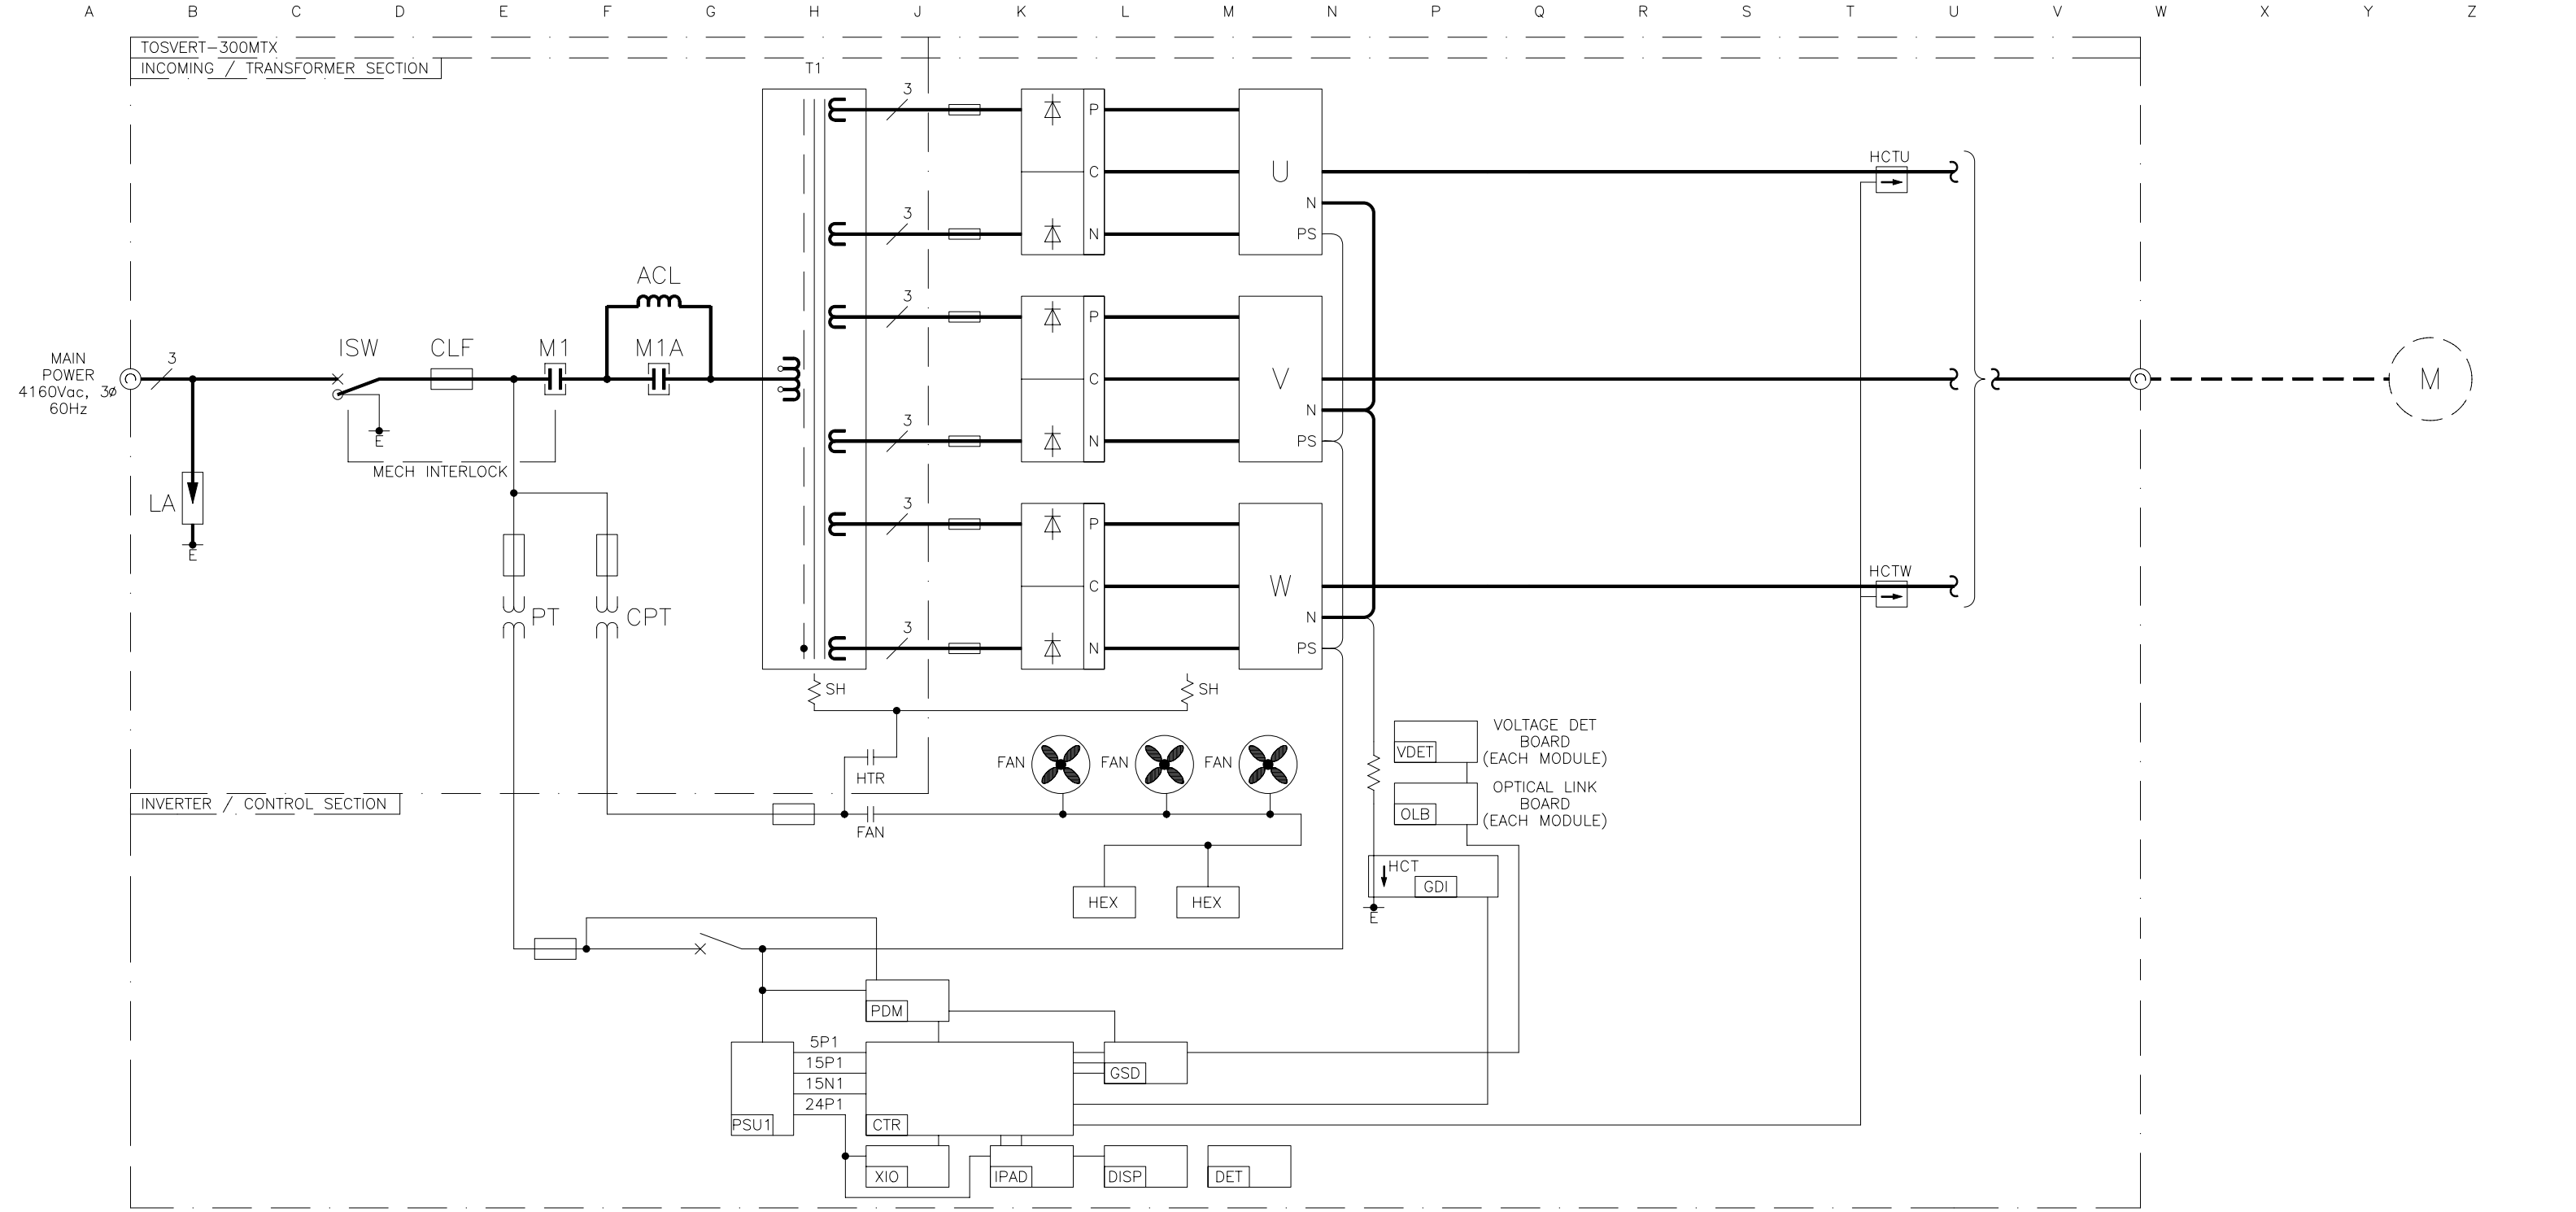 A B C D E F G H J K L M N P Q R S T U V W X Y Z
TOSVERT-300MTX
INCOMING / TRANSFORMER SECTION
T1
3
P
C
U
HCTU
N
3
N
PS
ACL
3
P
MAIN
POWER
4160Vac, 3ø
60Hz
3
ISW
CLF
M1
M1A
C
V
M
N
E
3
N
PS
MECH INTERLOCK
LA
E
3
P
HCTW
C
W
PT
CPT
N
3
N
PS
SH
SH
VOLTAGE DET
BOARD
(EACH MODULE)
VDET
FAN
FAN
FAN
HTR
OPTICAL LINK
BOARD
(EACH MODULE)
OLB
INVERTER / CONTROL SECTION
FAN
HCT
GDI
E
HEX
HEX
PDM
5P1
15P1
15N1
24P1
GSD
PSU1
CTR
XIO
IPAD
DISP
DET